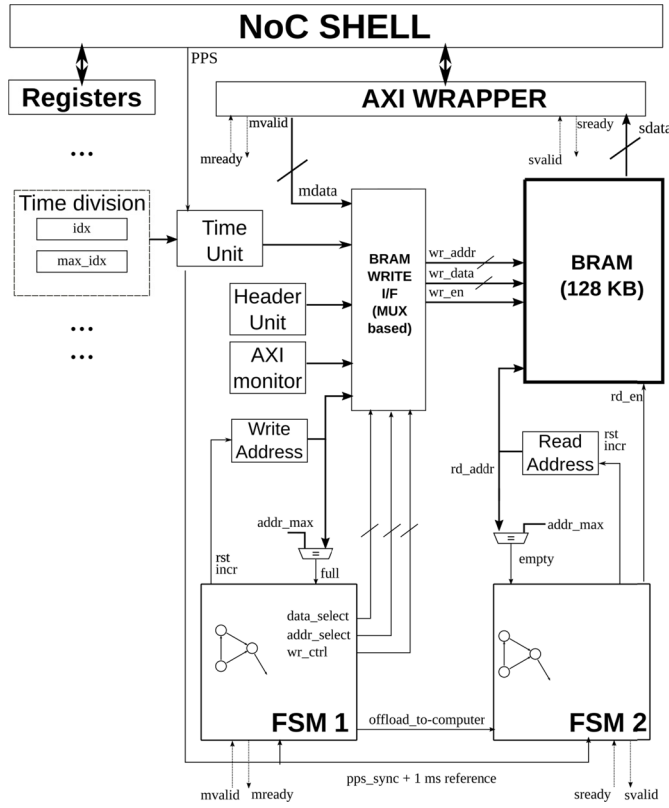 NoC SHELL
PPS
Registers
AXI WRAPPER
mvalid
mready
sready
svalid
sdata
...
mdata
Time division
idx
max_idx
Time
Unit
BRAM
WRITE
I/F
(MUX
based)
wr_addr
wr_data
wr_en
BRAM
(128 KB)
Header
Unit
...
...
AXI
monitor
rd_en
Write
Address
Read
Address
rst
incr
rd_addr
addr_max
=
full
addr_max
=
empty
rst
incr
data_select
addr_select
wr_ctrl
FSM 1
offload_to-computer
FSM 2
pps_sync + 1 ms reference
mvalid
mready
sready
svalid